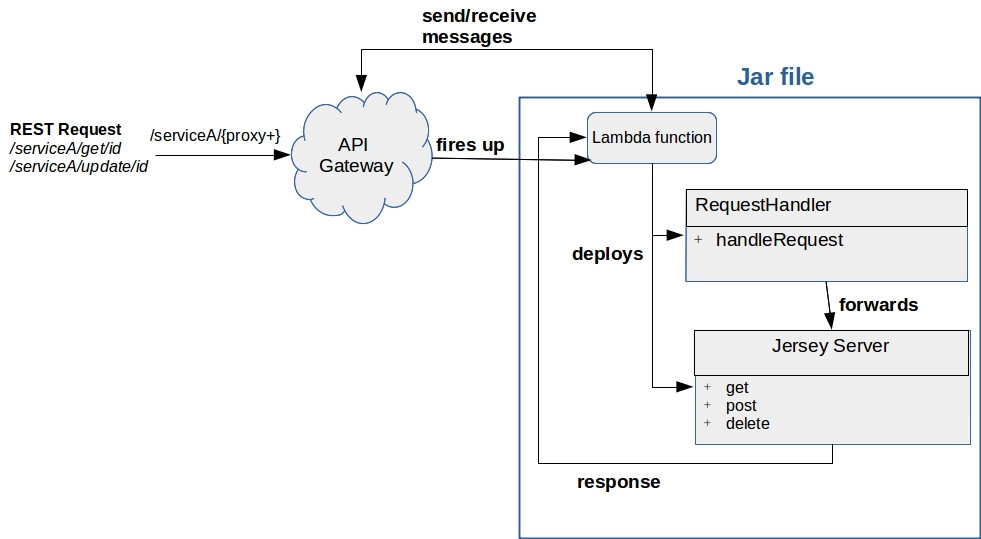 send/receive
messages
Jar file
REST Request
/serviceA/get/id
/serviceA/update/id
/serviceA/{proxy+}
API
Gateway
fires up
Lambda function
RequestHandler
+ handleRequest
deploys
forwards
Jersey Server
+ get
+ post
+ delete
response